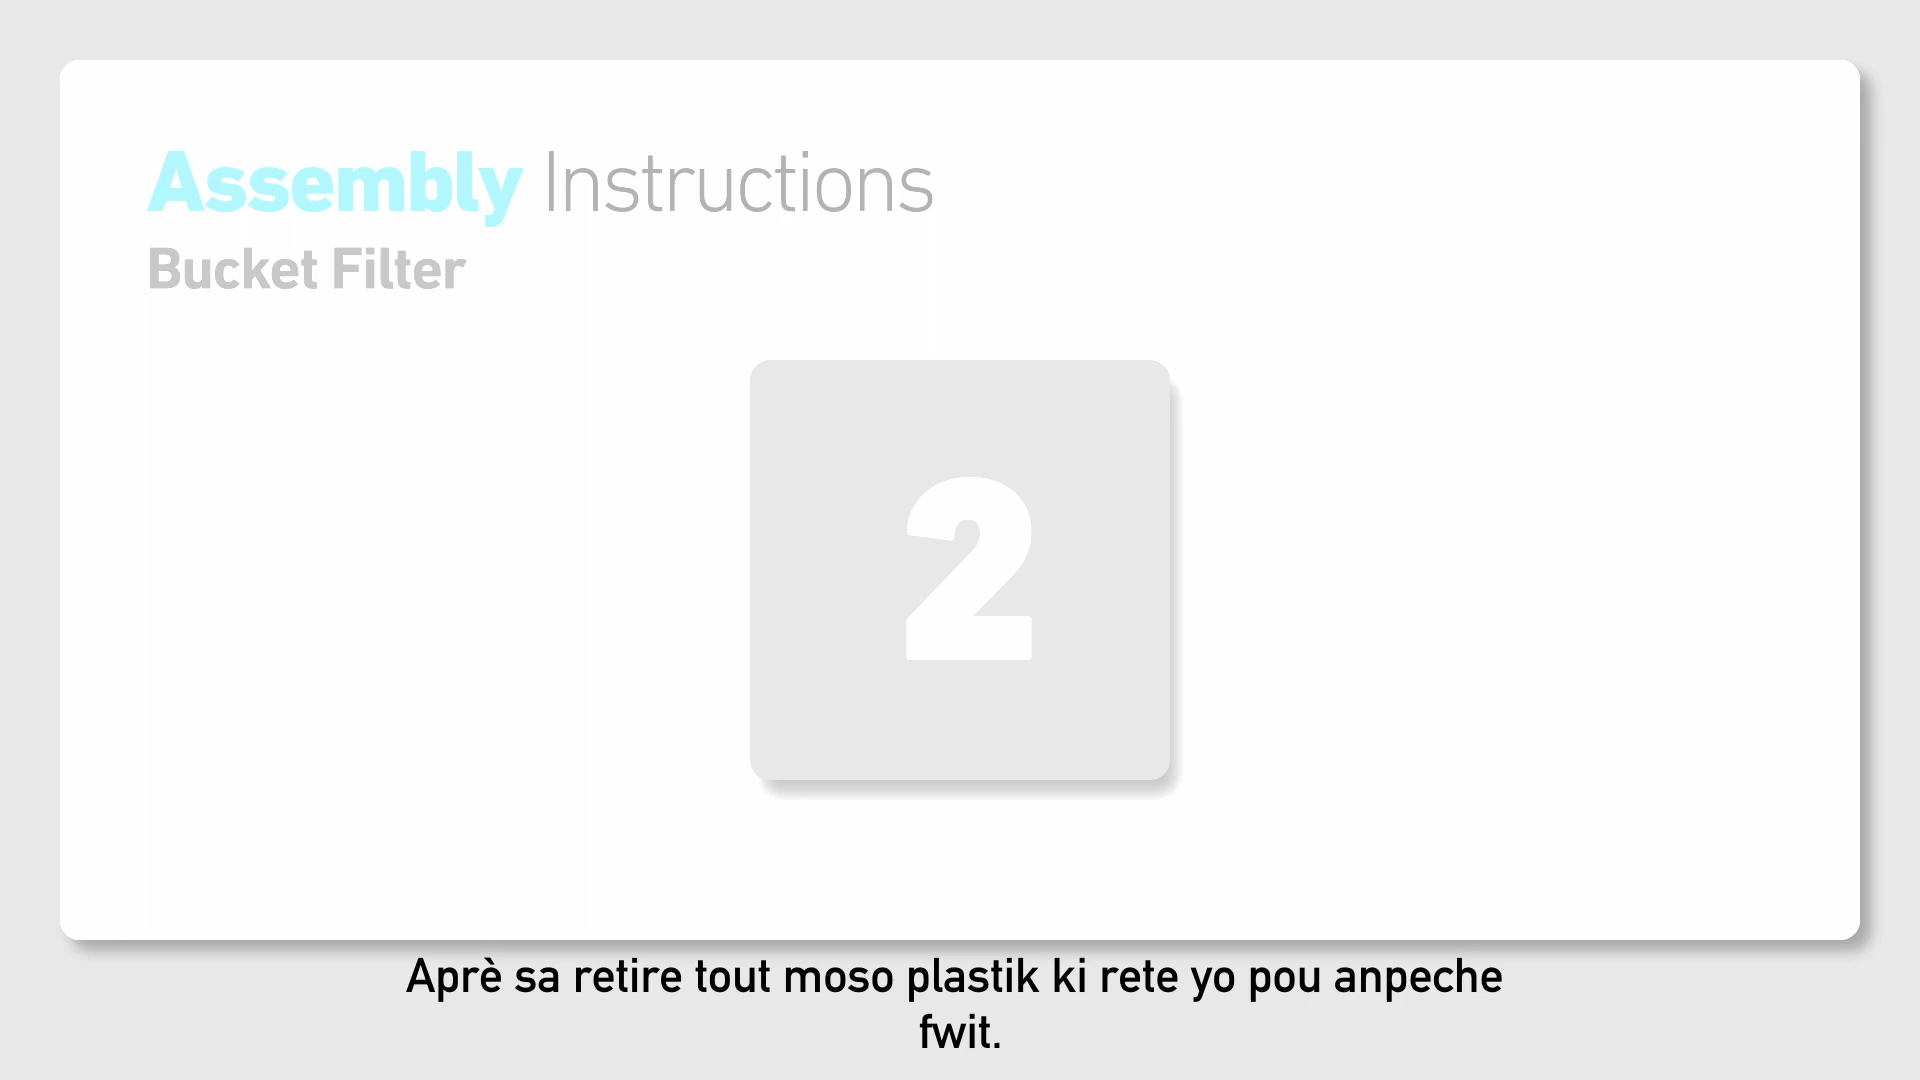 Assembly Instructions
Bucket Filter
2
Aprè sa retire tout moso plastik ki rete yo pou anpeche
fwit.